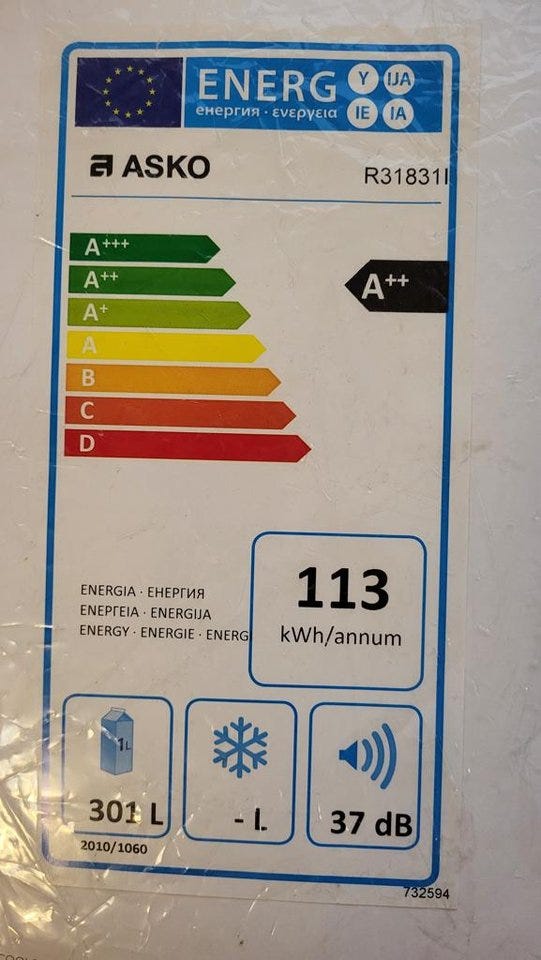 ENERG Y IJA
енергия · ενεργεια IE IA
ASKO R31831I
A+++
A++ A++
A+
A
B
C
D
ENERGIA · ЕНЕРГИЯ
ΕΝΕΡΓΕΙΑ · ENERGIJA
ENERGY · ENERGIE · ENERG
113
kWh/annum
1L
301 L - L 37 dB
2010/1060
732594